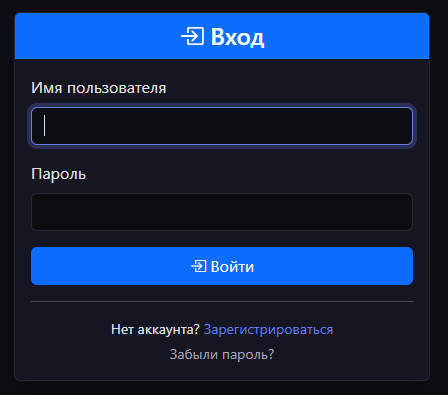 Вход
Имя пользователя
Пароль
Войти
Нет аккаунта? Зарегистрироваться
Забыли пароль?